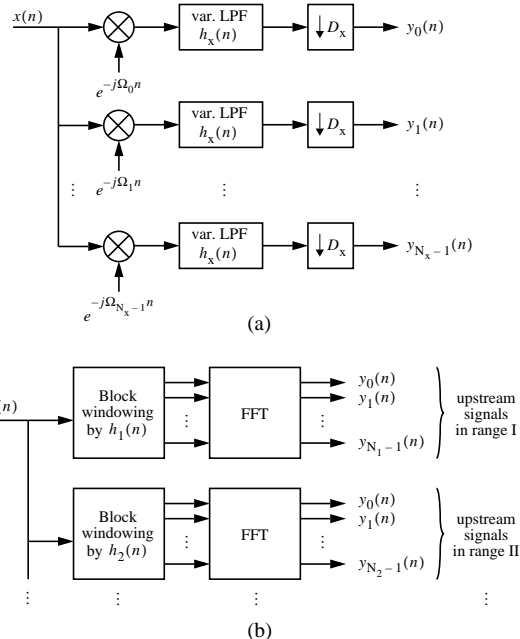 x(n)
var. LPF
h_x(n)
↓ D_x
y_0(n)
e^{-jΩ_0 n}
var. LPF
h_x(n)
↓ D_x
y_1(n)
e^{-jΩ_1 n}
⋮ ⋮ ⋮
var. LPF
h_x(n)
↓ D_x
y_{N_x-1}(n)
e^{-jΩ_{N_x-1} n}
(a)
(n)
Block
windowing
by h_1(n)
⋮
FFT
⋮
y_0(n)
y_1(n)
y_{N_1-1}(n)
upstream
signals
in range I
Block
windowing
by h_2(n)
⋮
FFT
⋮
y_0(n)
y_1(n)
y_{N_2-1}(n)
upstream
signals
in range II
⋮ ⋮ ⋮ ⋮
(b)